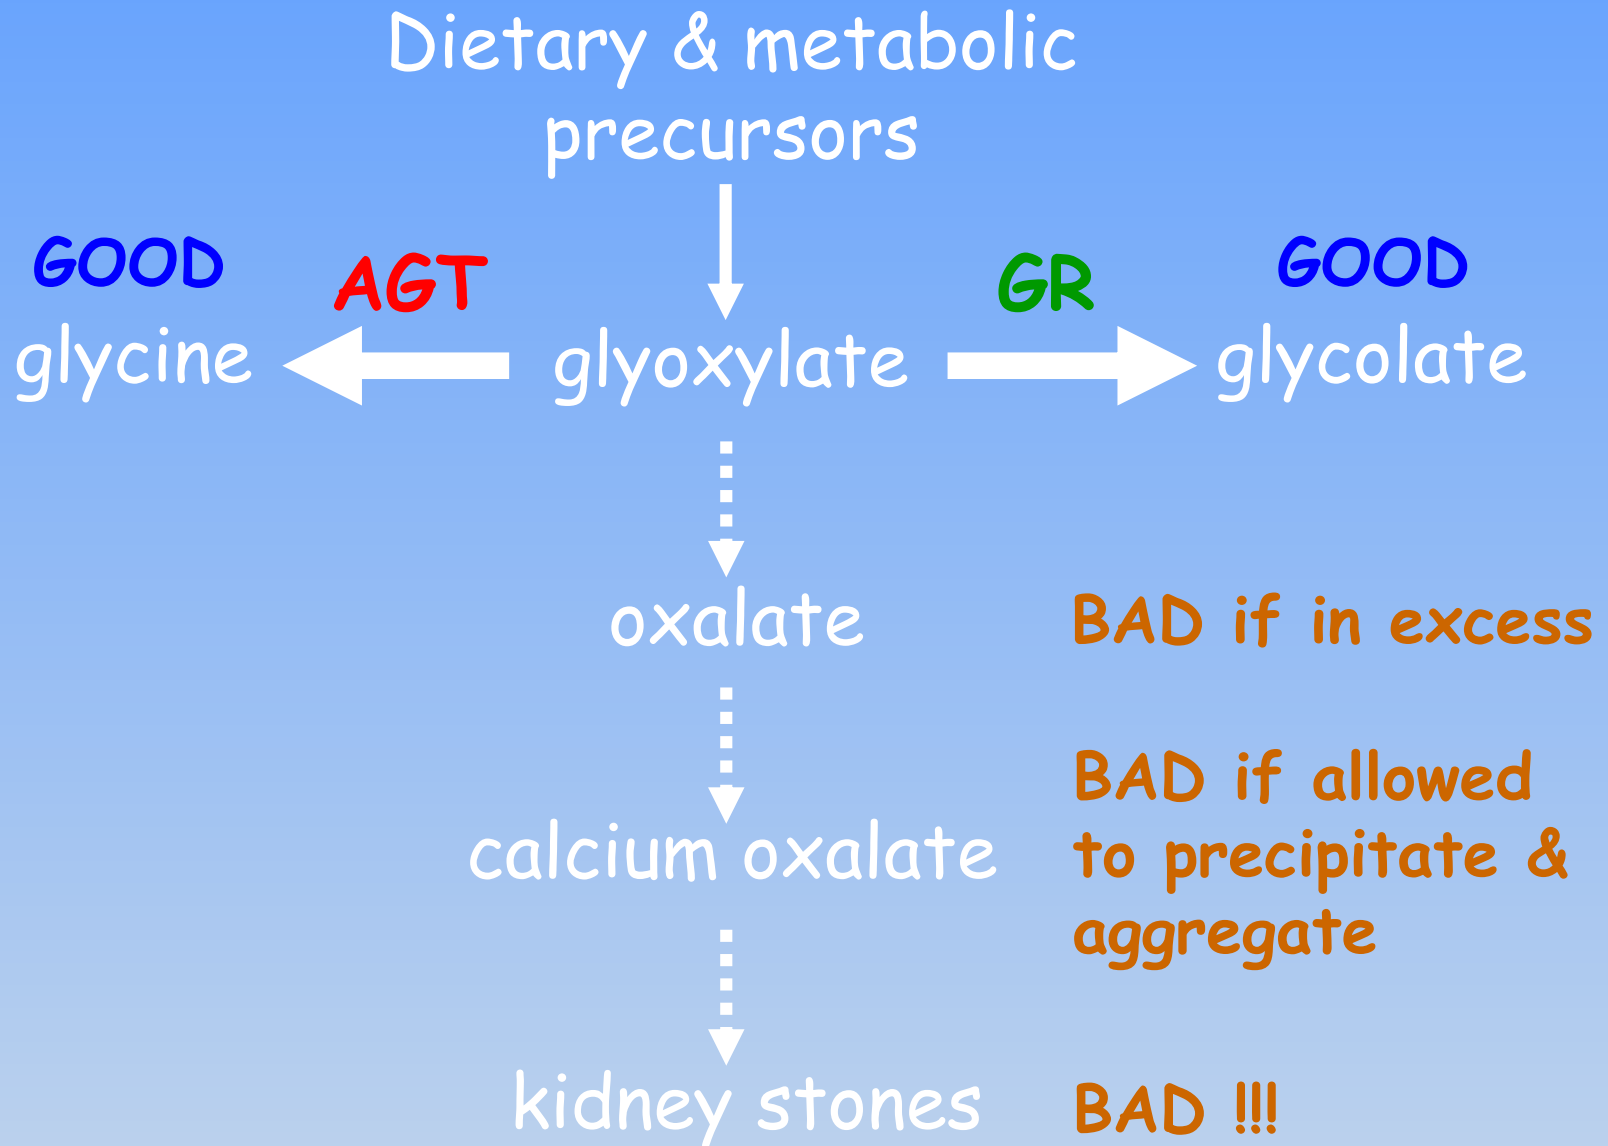 Dietary & metabolic
precursors
GOOD AGT GR GOOD
glycine glyoxylate glycolate
oxalate BAD if in excess
calcium oxalate BAD if allowed
to precipitate &
aggregate
kidney stones BAD !!!